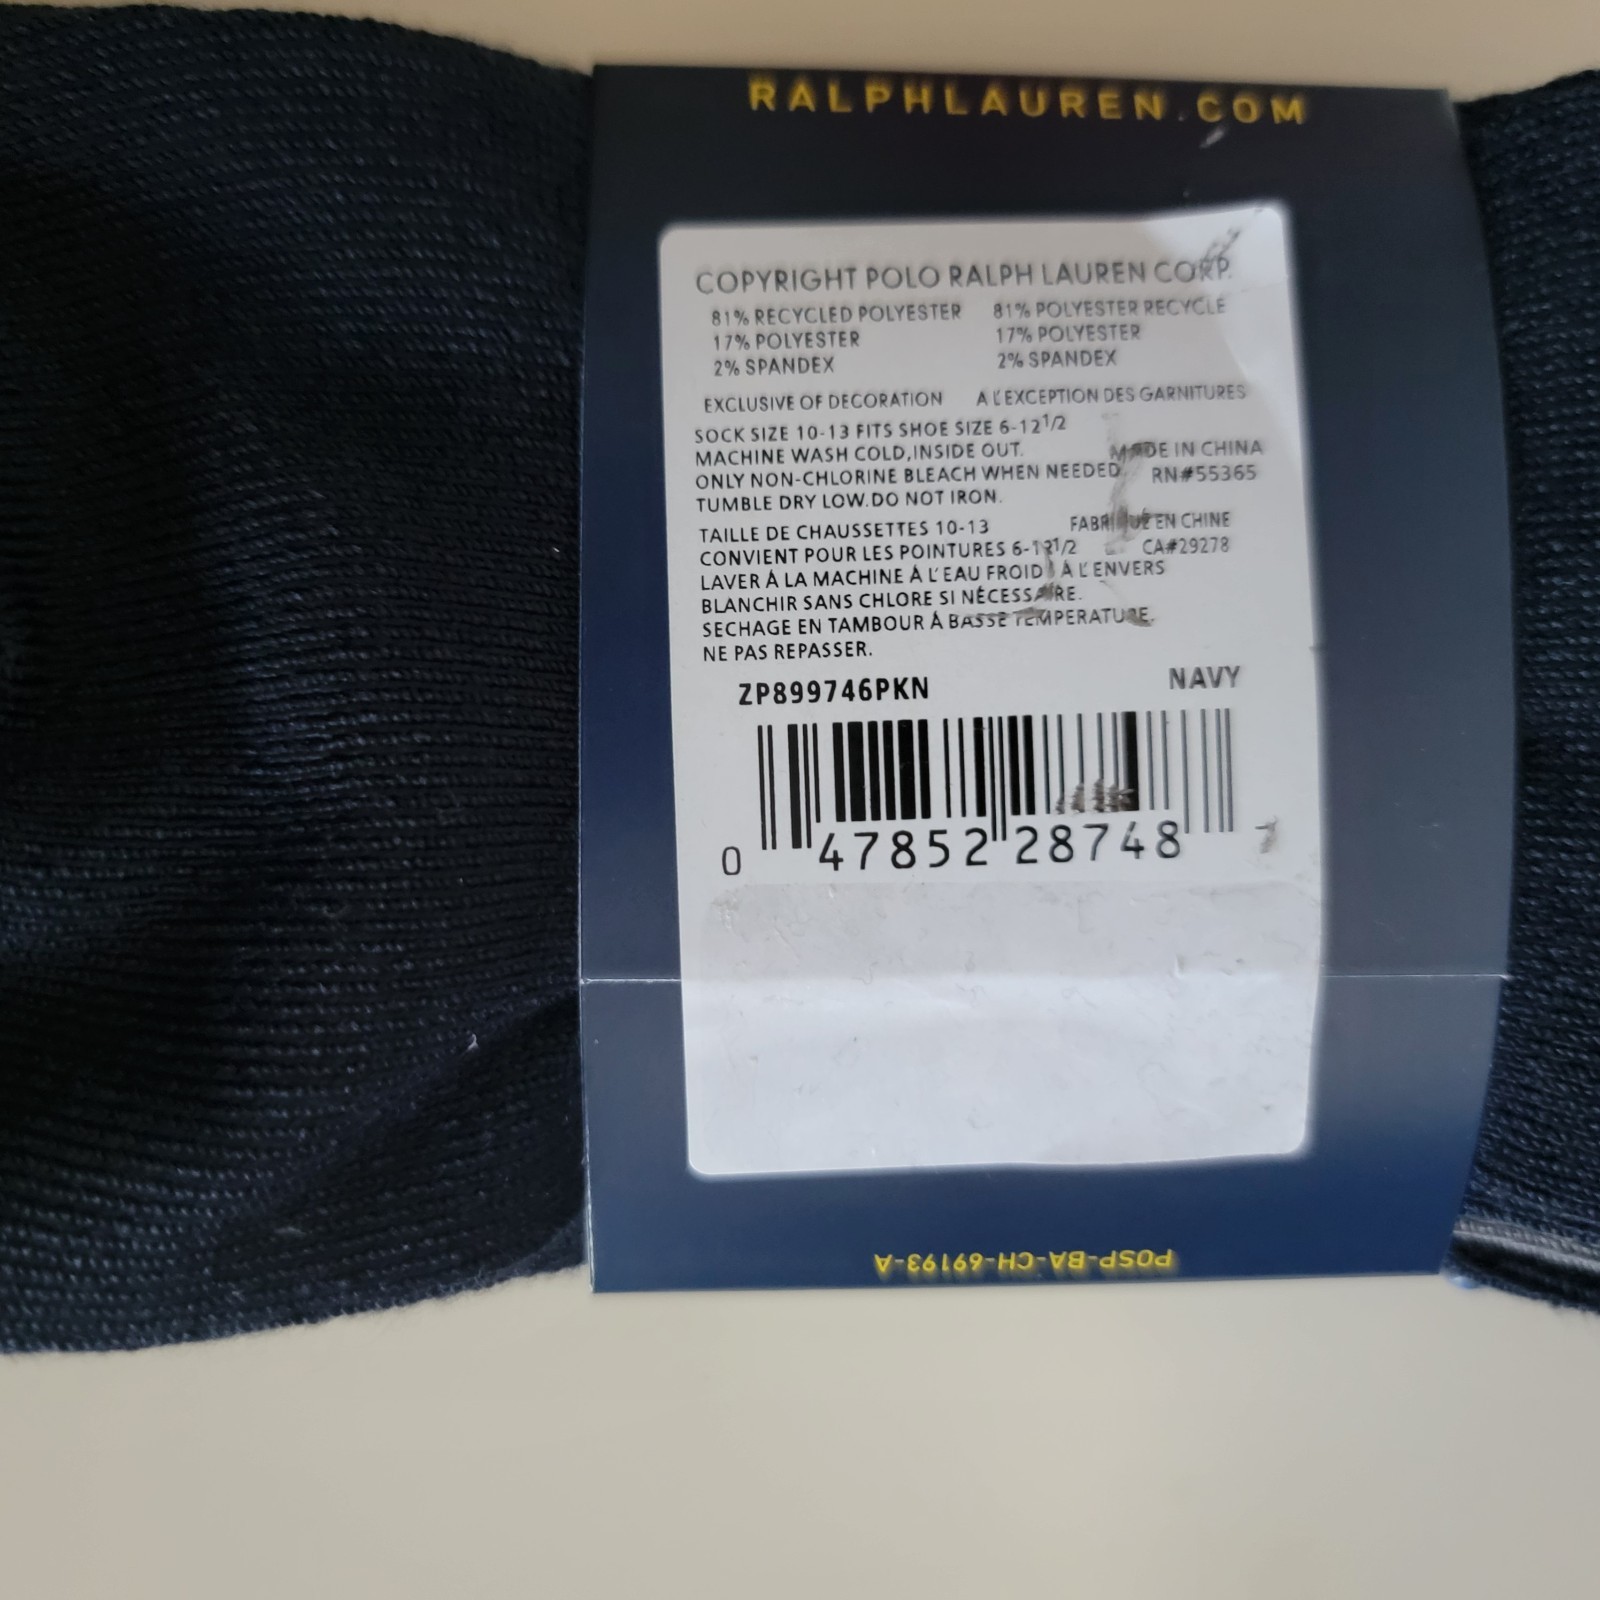 RALPHLAUREN.COM
COPYRIGHT POLO RALPH LAUREN CORP.
81% RECYCLED POLYESTER 81% POLYESTER RECYCLE
17% POLYESTER 17% POLYESTER
2% SPANDEX 2% SPANDEX
EXCLUSIVE OF DECORATION A L'EXCEPTION DES GARNITURES
SOCK SIZE 10-13 FITS SHOE SIZE 6-12 1/2
MACHINE WASH COLD,INSIDE OUT. MADE IN CHINA
ONLY NON-CHLORINE BLEACH WHEN NEEDED RN#55365
TUMBLE DRY LOW.DO NOT IRON.
TAILLE DE CHAUSSETTES 10-13 FABRIQUÉ EN CHINE
CONVIENT POUR LES POINTURES 6-12 1/2 CA#29278
LAVER À LA MACHINE À L'EAU FROID À L'ENVERS
BLANCHIR SANS CHLORE SI NÉCESSAIRE.
SECHAGE EN TAMBOUR À BASSE TEMPERATURE.
NE PAS REPASSER.
ZP899746PKN NAVY
0 47852 28748 7
POSP-BA-CH-69193-A